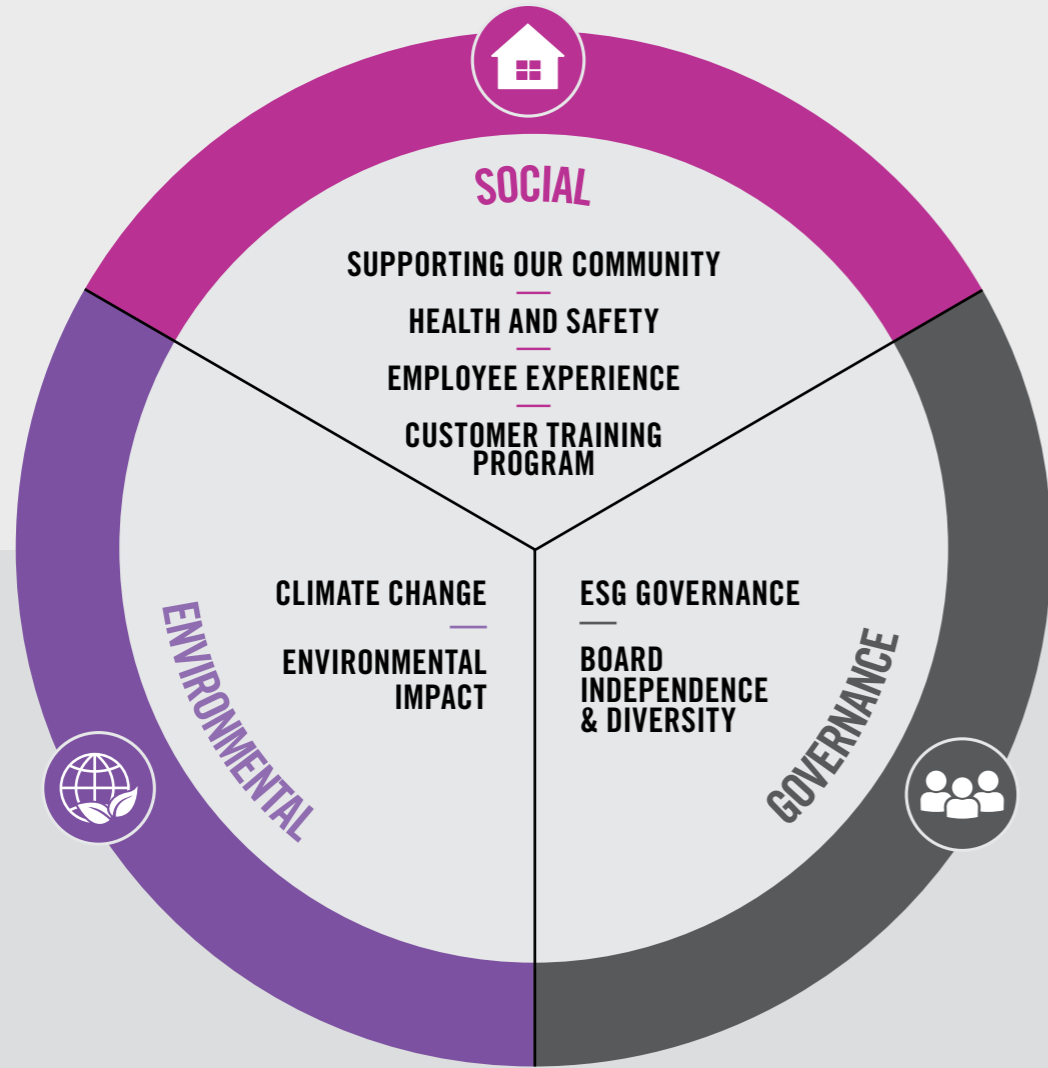 SOCIAL
SUPPORTING OUR COMMUNITY
HEALTH AND SAFETY
EMPLOYEE EXPERIENCE
CUSTOMER TRAINING
PROGRAM
ENVIRONMENTAL
CLIMATE CHANGE
ENVIRONMENTAL
IMPACT
ESG GOVERNANCE
BOARD
INDEPENDENCE
& DIVERSITY
GOVERNANCE